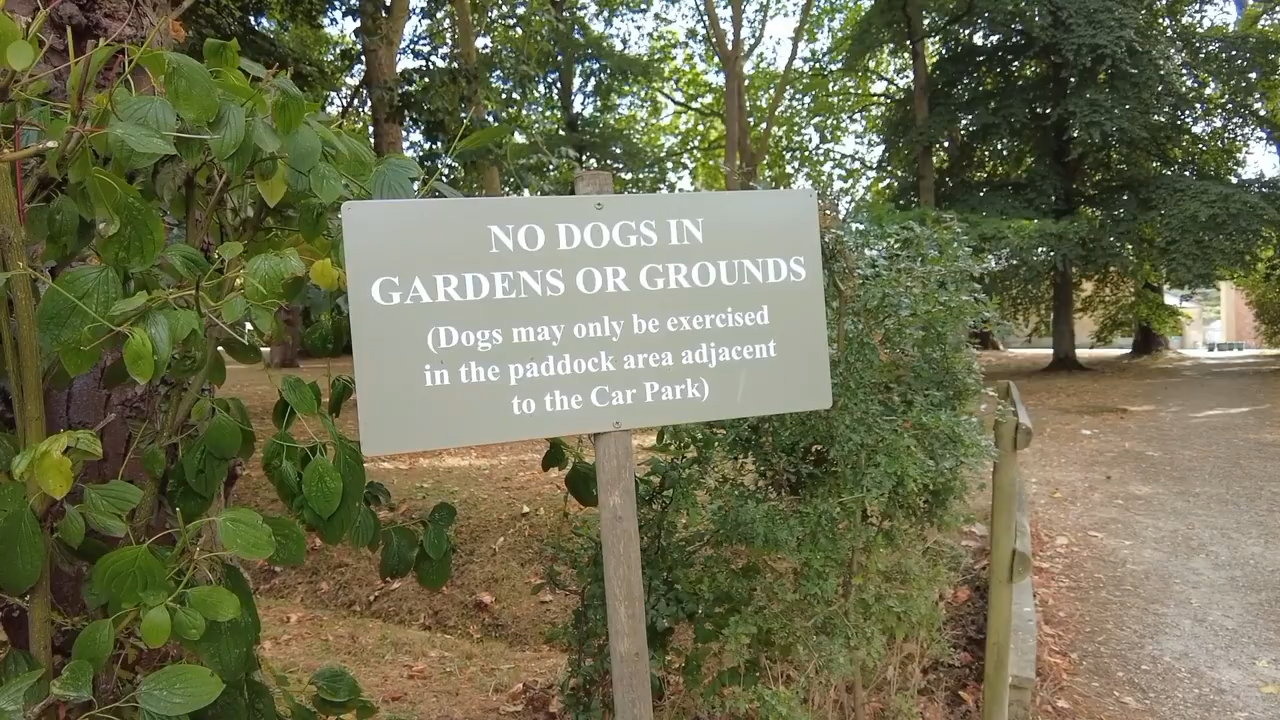 NO DOGS IN
GARDENS OR GROUNDS
(Dogs may only be exercised
in the paddock area adjacent
to the Car Park)